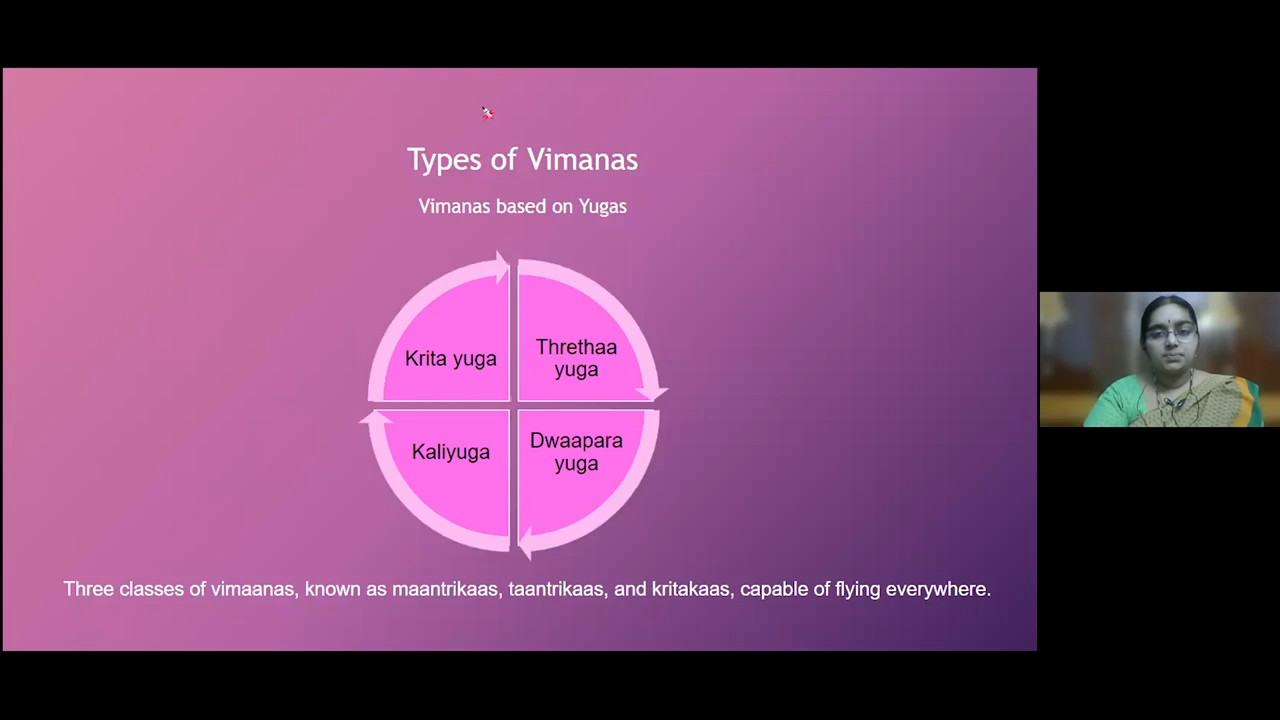 Types of Vimanas
Vimanas based on Yugas
Krita yuga
Threthaa
yuga
Kaliyuga
Dwaapara
yuga
Three classes of vimaanas, known as maantrikaas, taantrikaas, and kritakaas, capable of flying everywhere.